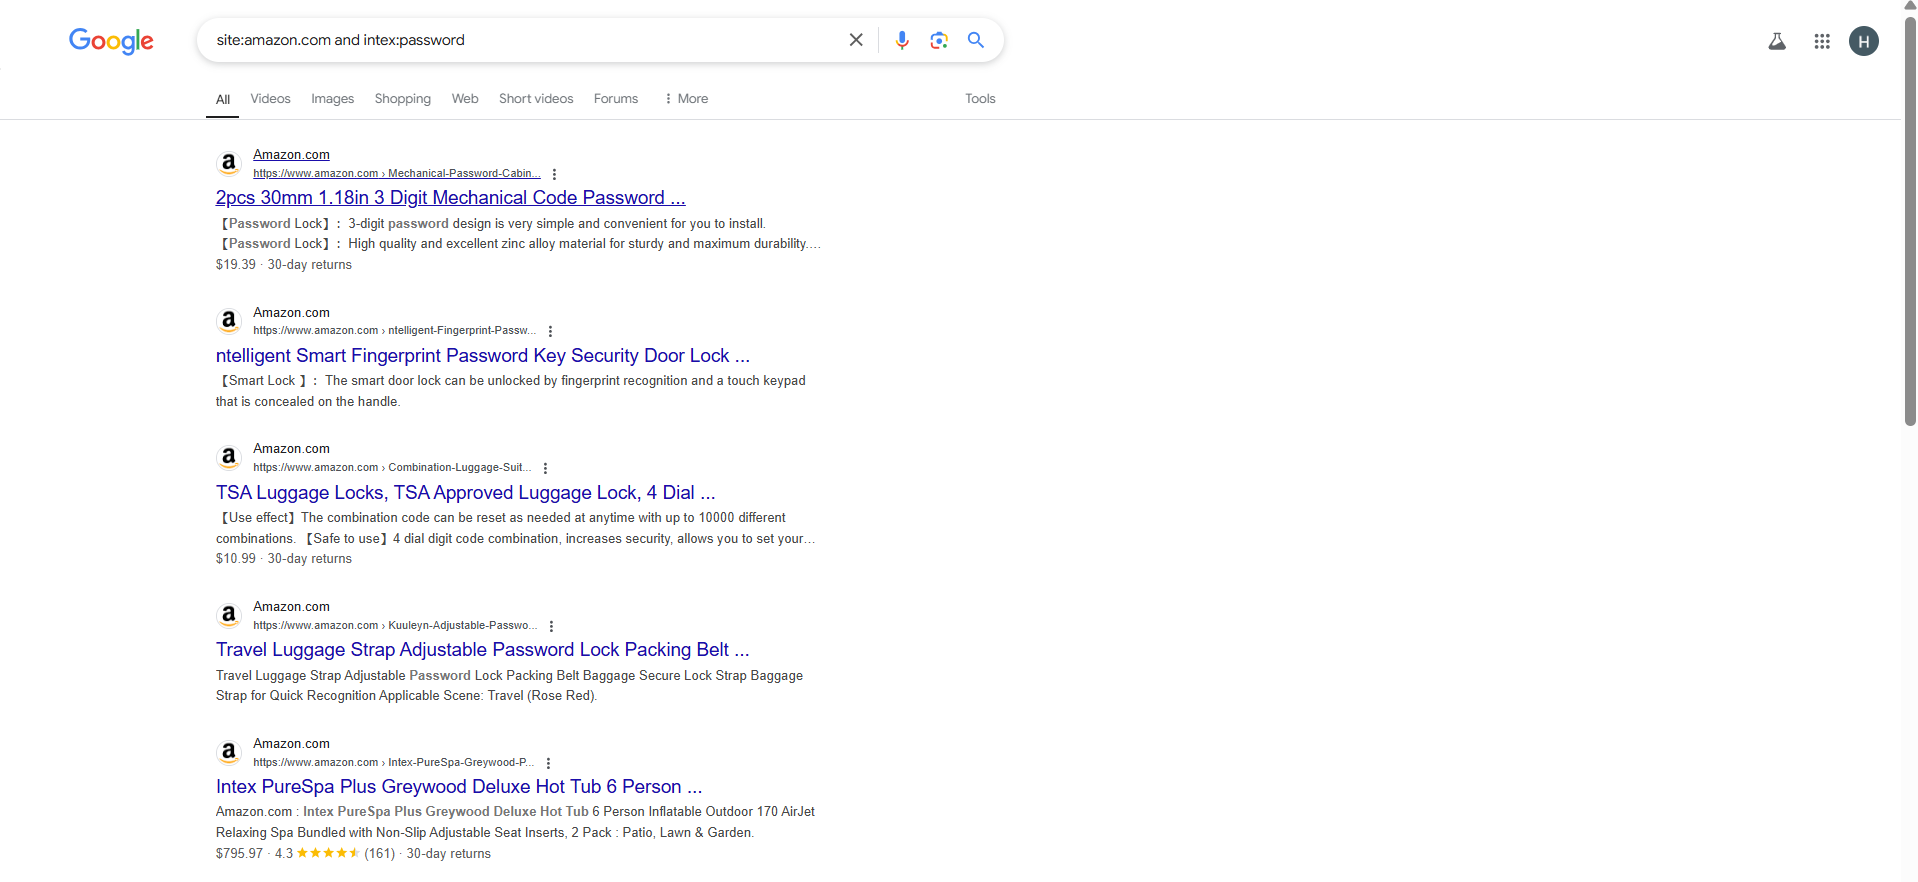 Google
site:amazon.com and intex:password
H
All
Videos
Images
Shopping
Web
Short videos
Forums
More
Tools
Amazon.com
https://www.amazon.com › Mechanical-Password-Cabin...
2pcs 30mm 1.18in 3 Digit Mechanical Code Password ...
【Password Lock】: 3-digit password design is very simple and convenient for you to install.
【Password Lock】: High quality and excellent zinc alloy material for sturdy and maximum durability....
$19.39 · 30-day returns
Amazon.com
https://www.amazon.com › ntelligent-Fingerprint-Passw...
ntelligent Smart Fingerprint Password Key Security Door Lock ...
【Smart Lock 】: The smart door lock can be unlocked by fingerprint recognition and a touch keypad
that is concealed on the handle.
Amazon.com
https://www.amazon.com › Combination-Luggage-Suit...
TSA Luggage Locks, TSA Approved Luggage Lock, 4 Dial ...
【Use effect】The combination code can be reset as needed at anytime with up to 10000 different
combinations. 【Safe to use】4 dial digit code combination, increases security, allows you to set your...
$10.99 · 30-day returns
Amazon.com
https://www.amazon.com › Kuuleyn-Adjustable-Passwo...
Travel Luggage Strap Adjustable Password Lock Packing Belt ...
Travel Luggage Strap Adjustable Password Lock Packing Belt Baggage Secure Lock Strap Baggage
Strap for Quick Recognition Applicable Scene: Travel (Rose Red).
Amazon.com
https://www.amazon.com › Intex-PureSpa-Greywood-P...
Intex PureSpa Plus Greywood Deluxe Hot Tub 6 Person ...
Amazon.com : Intex PureSpa Plus Greywood Deluxe Hot Tub 6 Person Inflatable Outdoor 170 AirJet
Relaxing Spa Bundled with Non-Slip Adjustable Seat Inserts, 2 Pack : Patio, Lawn & Garden.
$795.97 · 4.3 ★★★★★ (161) · 30-day returns